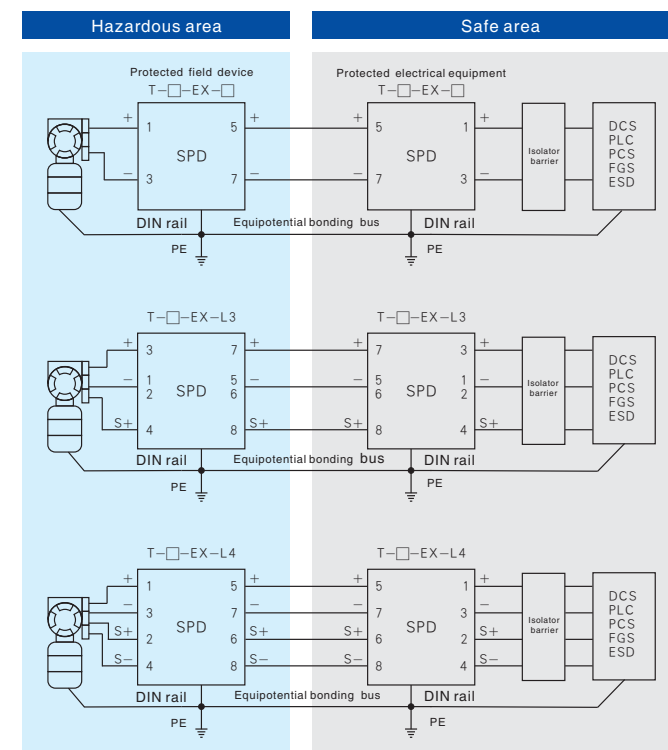 Hazardous area
Safe area
Protected field device
T-□-EX-□
Protected electrical equipment
T-□-EX-□
+ 1 5 + + 5 1 +
SPD
SPD
Isolator
barrier
DCS
PLC
PCS
FGS
ESD
− 3 7 − − 7 3 −
DIN rail
Equipotential bonding bus
DIN rail
PE
PE
T-□-EX-L3
T-□-EX-L3
+ 3 7 + + 7 3 +
− 1 5 − − 5 1 −
2 SPD 6 6 SPD 2
Isolator
barrier
DCS
PLC
PCS
FGS
ESD
S+ 4 8 S+ S+ 8 4 S+
DIN rail
Equipotential bonding bus
DIN rail
PE
PE
T-□-EX-L4
T-□-EX-L4
+ 1 5 + + 5 1 +
− 3 7 − − 7 3 −
SPD
SPD
Isolator
barrier
DCS
PLC
PCS
FGS
ESD
S+ 2 6 S+ S+ 6 2 S+
S− 4 8 S− S− 8 4 S−
DIN rail
Equipotential bonding bus
DIN rail
PE
PE